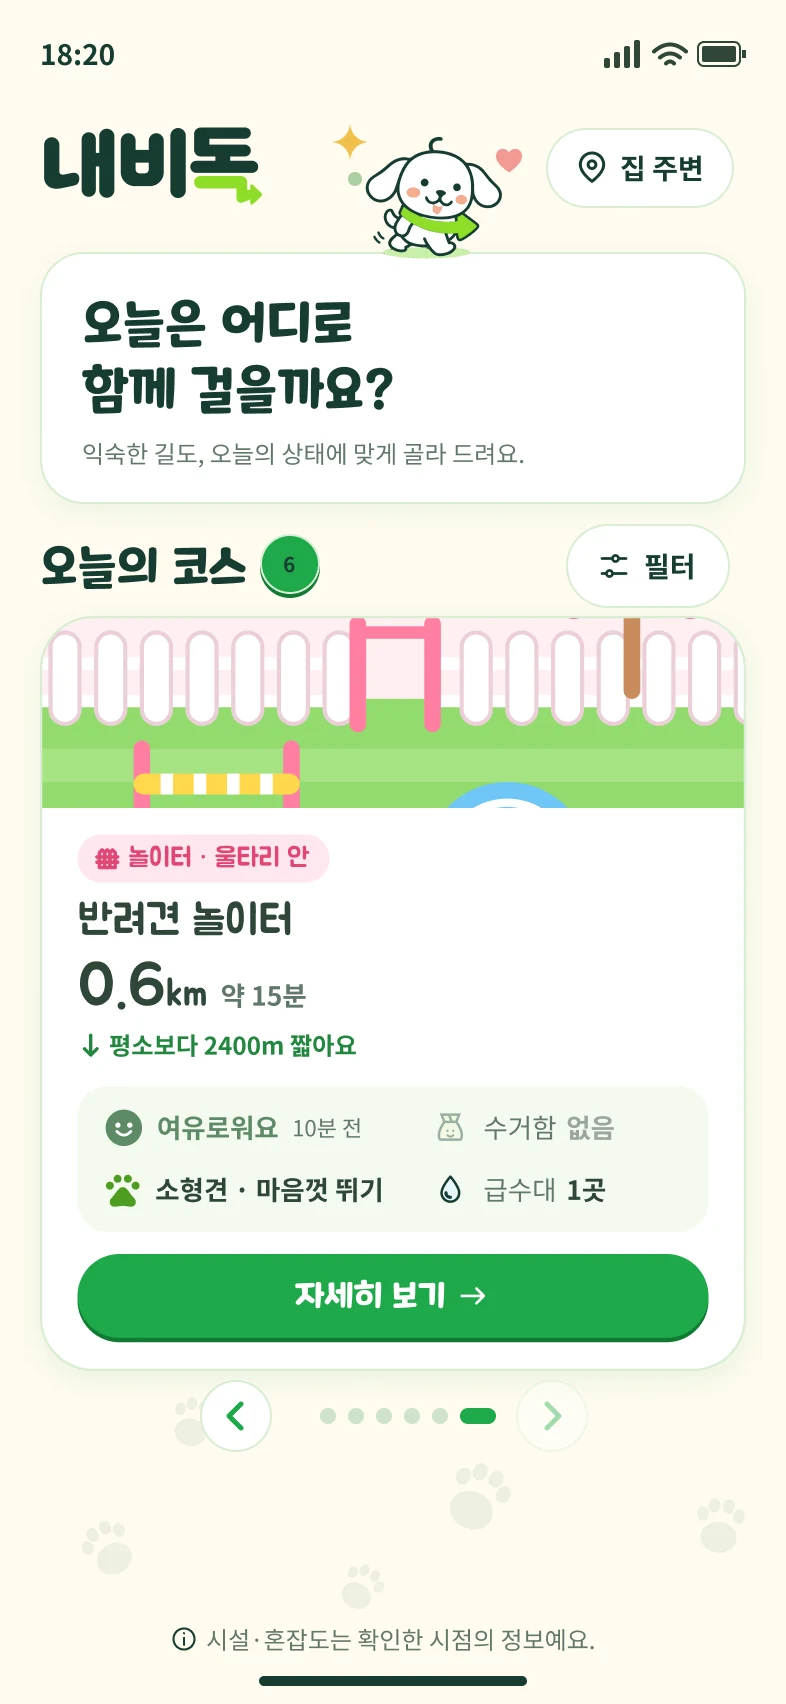 18:20
내비독
집 주변
오늘은 어디로
함께 걸을까요?
익숙한 길도, 오늘의 상태에 맞게 골라 드려요.
오늘의 코스 6
필터
놀이터 · 울타리 안
반려견 놀이터
0.6km 약 15분
↓ 평소보다 2400m 짧아요
여유로워요 10분 전
수거함 없음
소형견 · 마음껏 뛰기
급수대 1곳
자세히 보기 →
시설·혼잡도는 확인한 시점의 정보예요.